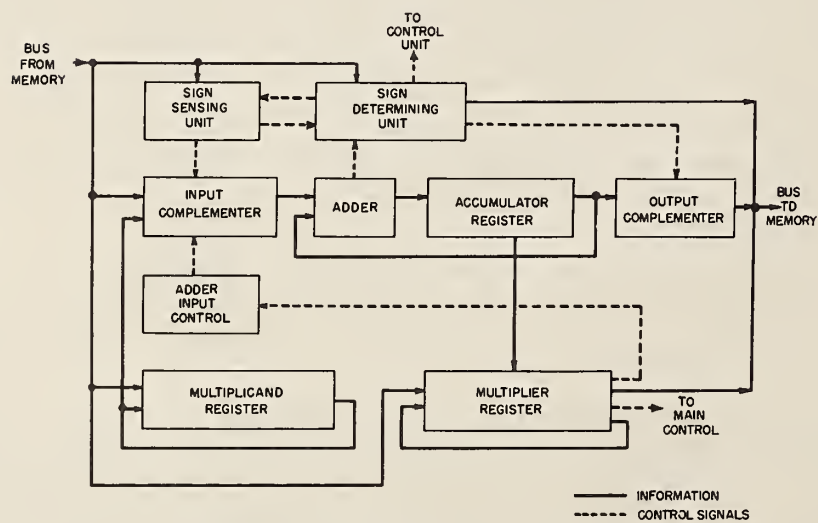 TO
CONTROL
UNIT
BUS
FROM
MEMORY
SIGN
SENSING
UNIT
SIGN
DETERMINING
UNIT
INPUT
COMPLEMENTER
ADDER
ACCUMULATOR
REGISTER
OUTPUT
COMPLEMENTER
BUS
TO
MEMORY
ADDER
INPUT
CONTROL
MULTIPLICAND
REGISTER
MULTIPLIER
REGISTER
TO
MAIN
CONTROL
INFORMATION
CONTROL SIGNALS